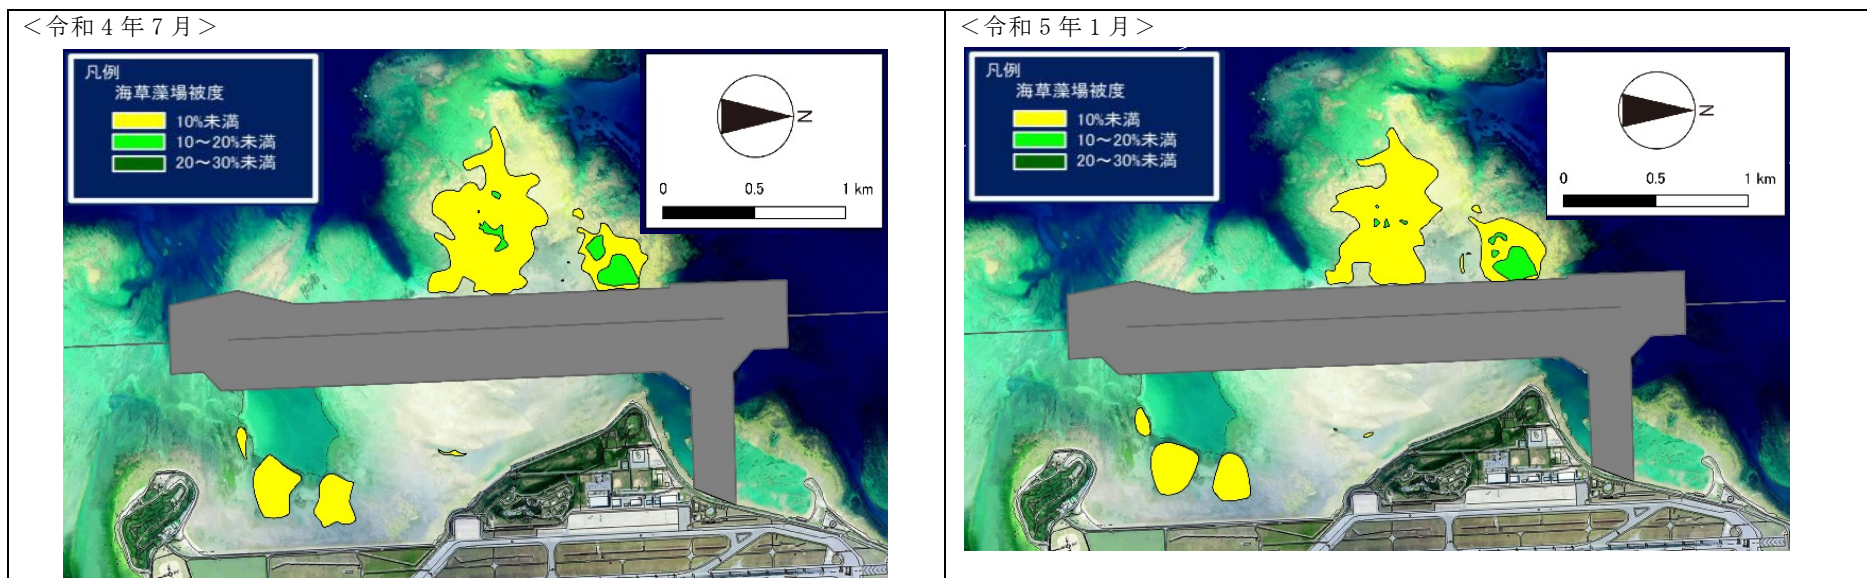 ＜令和４年７月＞
凡例
海草藻場被度
10%未満
10～20%未満
20～30%未満
N
0 0.5 1 km
＜令和５年１月＞
凡例
海草藻場被度
10%未満
10～20%未満
20～30%未満
N
0 0.5 1 km